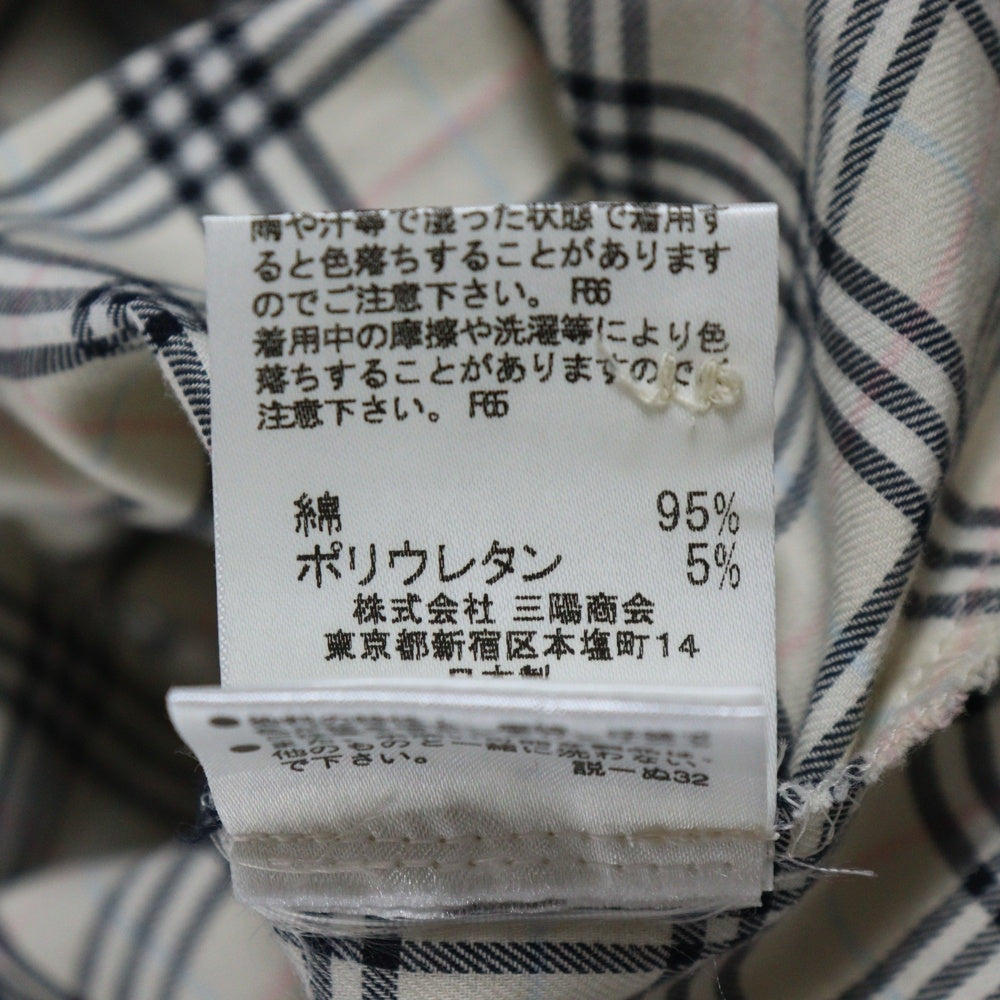 雨や汗等で湿った状態で着用す
ると色落ちすることがあります
のでご注意下さい。 F66
着用中の摩擦や洗濯等により色
落ちすることがありますので
注意下さい。 F65
綿 95%
ポリウレタン 5%
株式会社 三陽商会
東京都新宿区本塩町14
日本製
他のものと一緒に洗わない
で下さい。 説ーぬ32